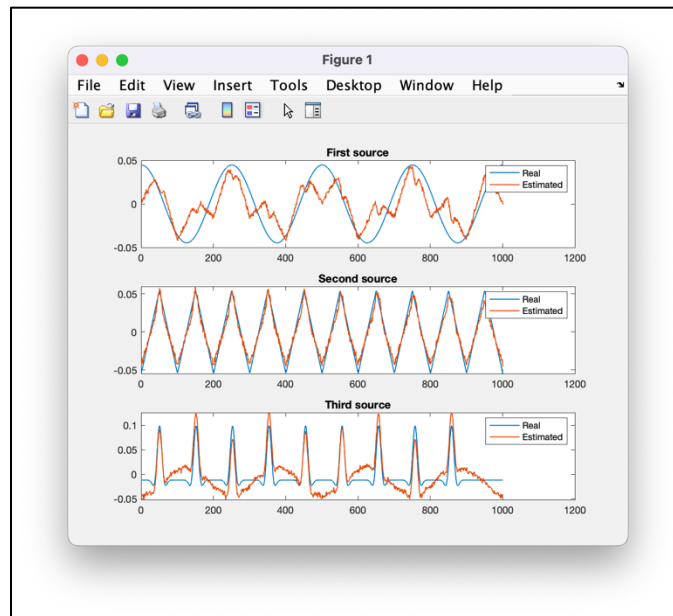 Figure 1
File Edit View Insert Tools Desktop Window Help
First source
0.05
0
-0.05
Real
Estimated
0 200 400 600 800 1000 1200
Second source
0.05
0
-0.05
Real
Estimated
0 200 400 600 800 1000 1200
Third source
0.1
0.05
0
-0.05
Real
Estimated
0 200 400 600 800 1000 1200